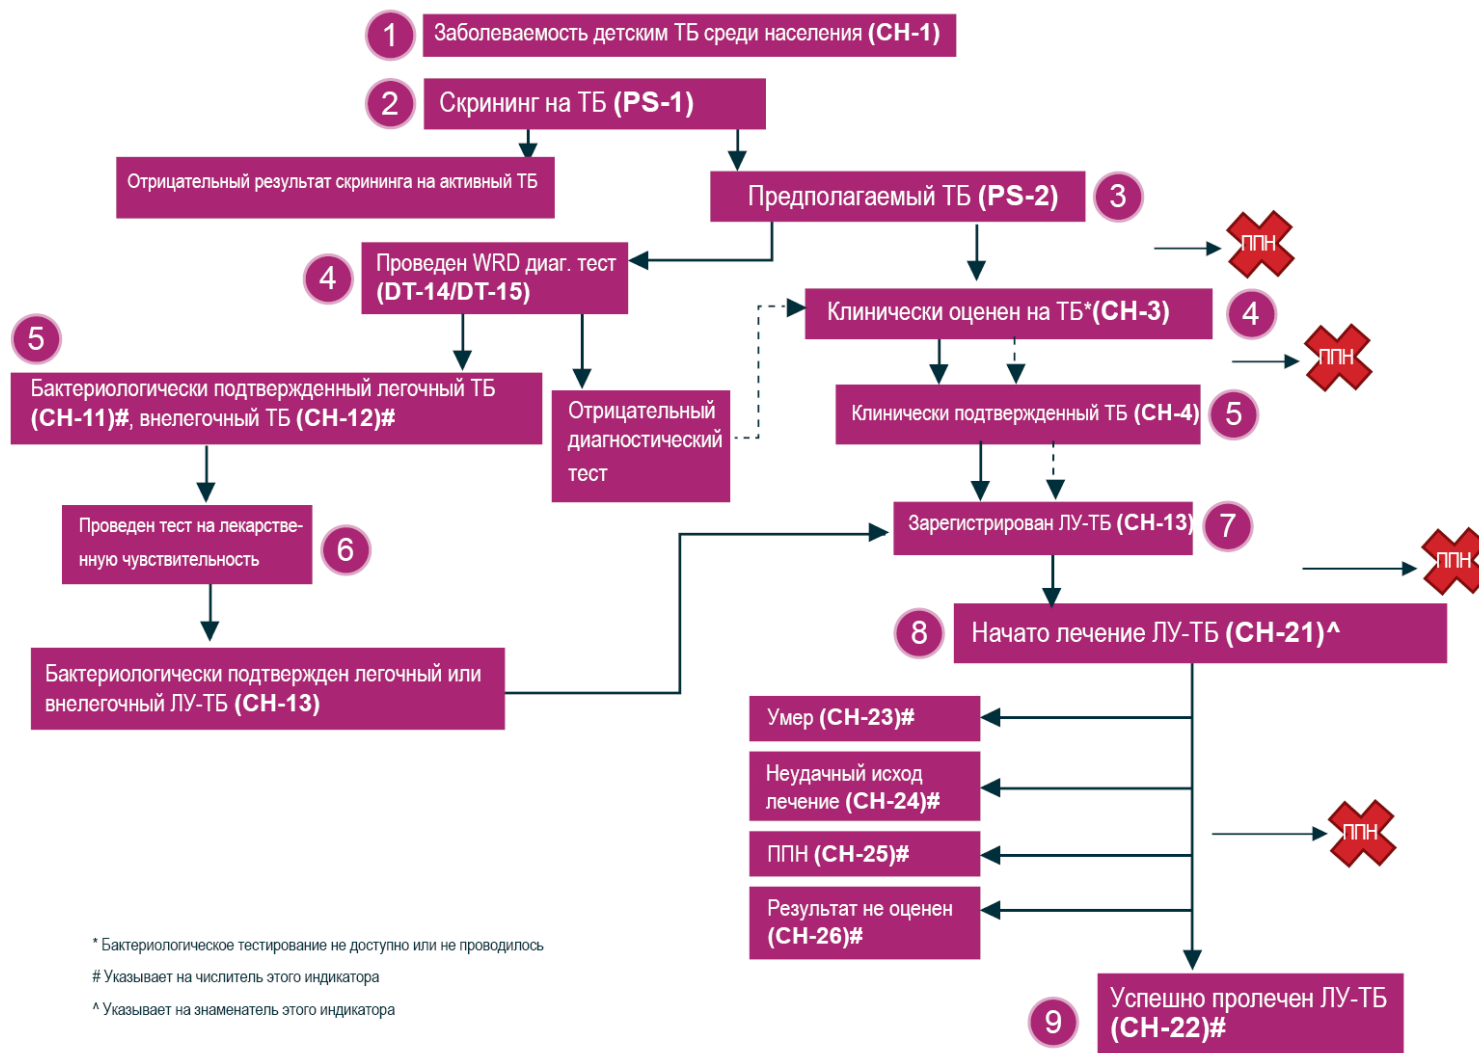 1
Заболеваемость детским ТБ среди населения (CH-1)
2
Скрининг на ТБ (PS-1)
Отрицательный результат скрининга на активный ТБ
Предполагаемый ТБ (PS-2)
3
ППН
4
Проведен WRD диаг. тест
(DT-14/DT-15)
Клинически оценен на ТБ*(CH-3)
4
ППН
5
Бактериологически подтвержденный легочный ТБ
(CH-11)#, внелегочный ТБ (CH-12)#
Отрицательный
диагностический
тест
Клинически подтвержденный ТБ (CH-4)
5
Проведен тест на лекарстве-
нную чувствительность
6
Зарегистрирован ЛУ-ТБ (CH-13)
7
ППН
8
Начато лечение ЛУ-ТБ (CH-21)^
Бактериологически подтвержден легочный или
внелегочный ЛУ-ТБ (CH-13)
Умер (CH-23)#
Неудачный исход
лечение (CH-24)#
ППН (CH-25)#
ППН
Результат не оценен
(CH-26)#
9
Успешно пролечен ЛУ-ТБ
(CH-22)#
* Бактериологическое тестирование не доступно или не проводилось
# Указывает на числитель этого индикатора
^ Указывает на знаменатель этого индикатора